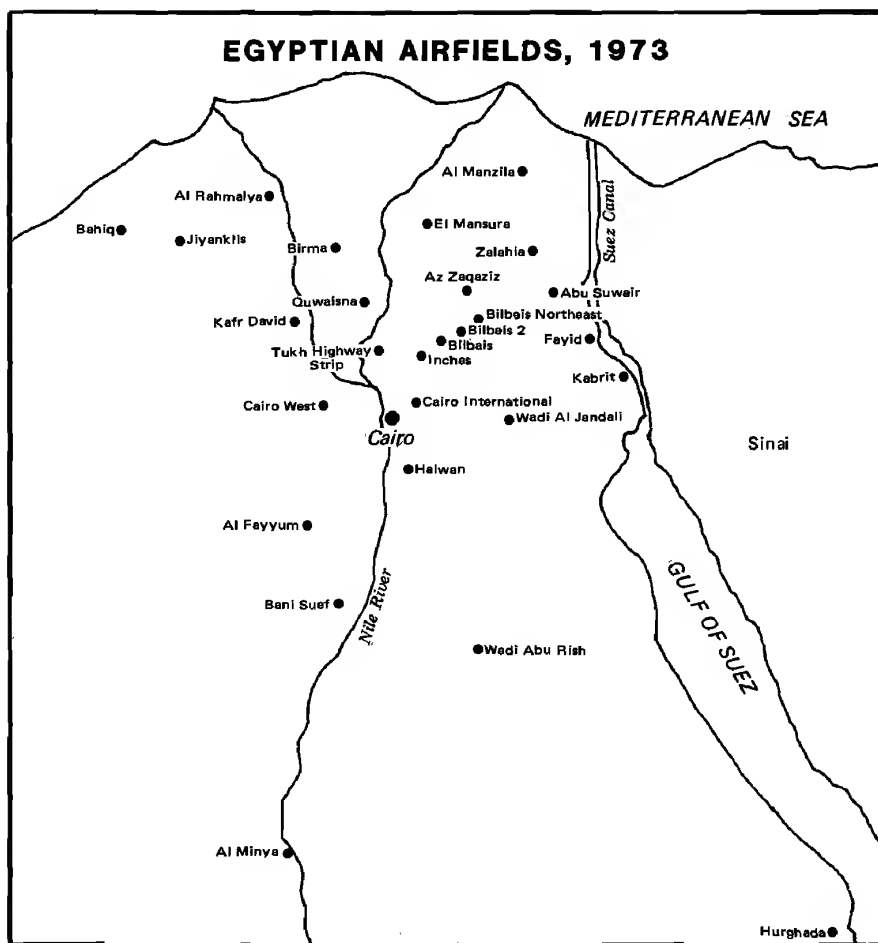 EGYPTIAN AIRFIELDS, 1973
MEDITERRANEAN SEA
Al Manzila
Al Rahmalya
Suez Canal
Bahiq
El Mansura
Jiyanklis
Birma
Zalahia
Az Zaqaziz
Abu Suwair
Quwaisna
Bilbeis Northeast
Kafr David
Bilbeis 2
Fayid
Bilbais
Tukh Highway
Strip
Inchas
Kabrit
Cairo West
Cairo International
Wadi Al Jandali
Cairo
Sinai
Halwan
Al Fayyum
GULF OF SUEZ
Bani Suef
Nile River
Wadi Abu Rish
Al Minya
Hurghada